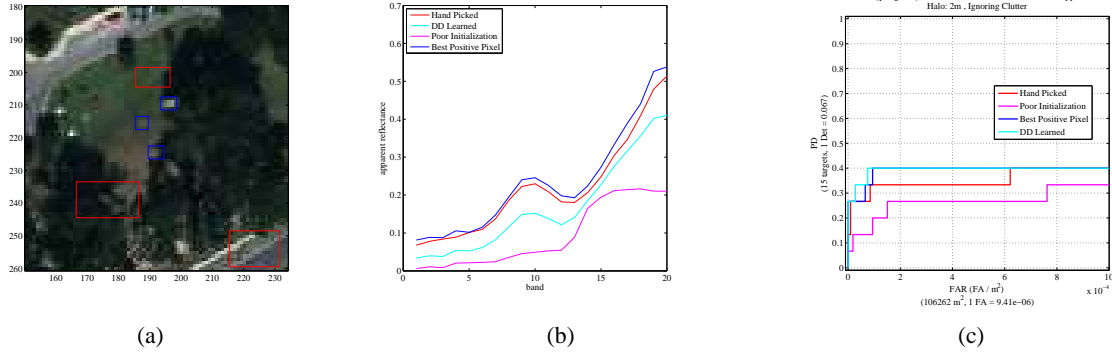 180
190
200
210
220
230
240
250
260
160 170 180 190 200 210 220 230
(a)
0.7
0.6
0.5
0.4
0.3
0.2
0.1
0
apparent reflectance
Hand Picked
DD Learned
Poor Initialization
Best Positive Pixel
0 5 10 15 20
band
(b)
Halo: 2m , Ignoring Clutter
1
0.9
0.8
0.7
0.6
0.5
0.4
0.3
0.2
0.1
0
PD
(15 targets, 1 Det = 0.067)
Hand Picked
Poor Initialization
Best Positive Pixel
DD Learned
0 2 4 6 8 10
x 10⁻⁴
FAR (FA / m²)
(106262 m², 1 FA = 9.41e−06)
(c)